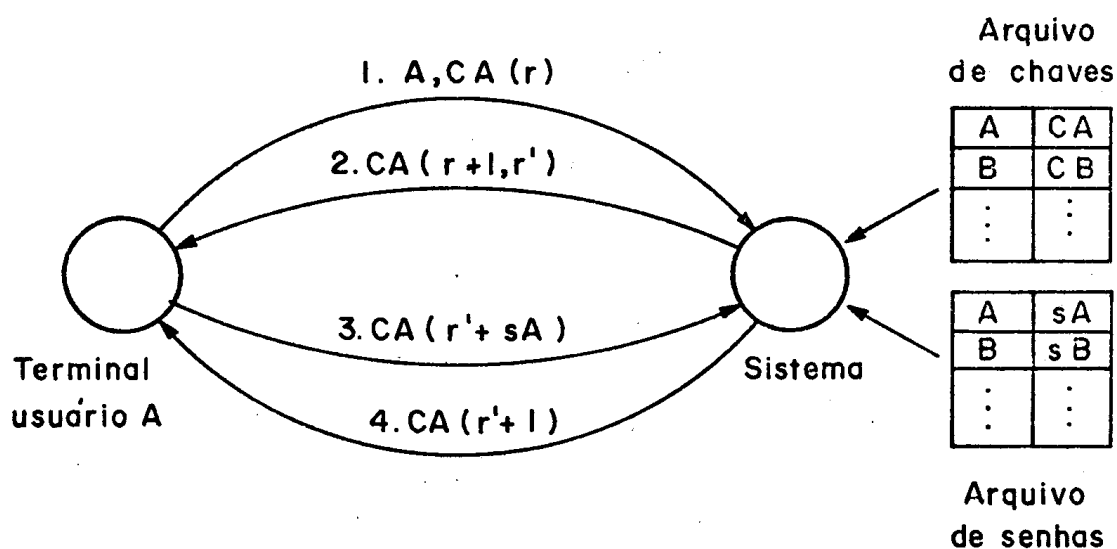 Arquivo
de chaves
1. A, CA (r)
A CA
B CB
⋮ ⋮
2. CA ( r +1, r' )
3. CA ( r' + sA )
4. CA ( r' + 1 )
Terminal
usuário A
Sistema
A sA
B sB
⋮ ⋮
Arquivo
de senhas